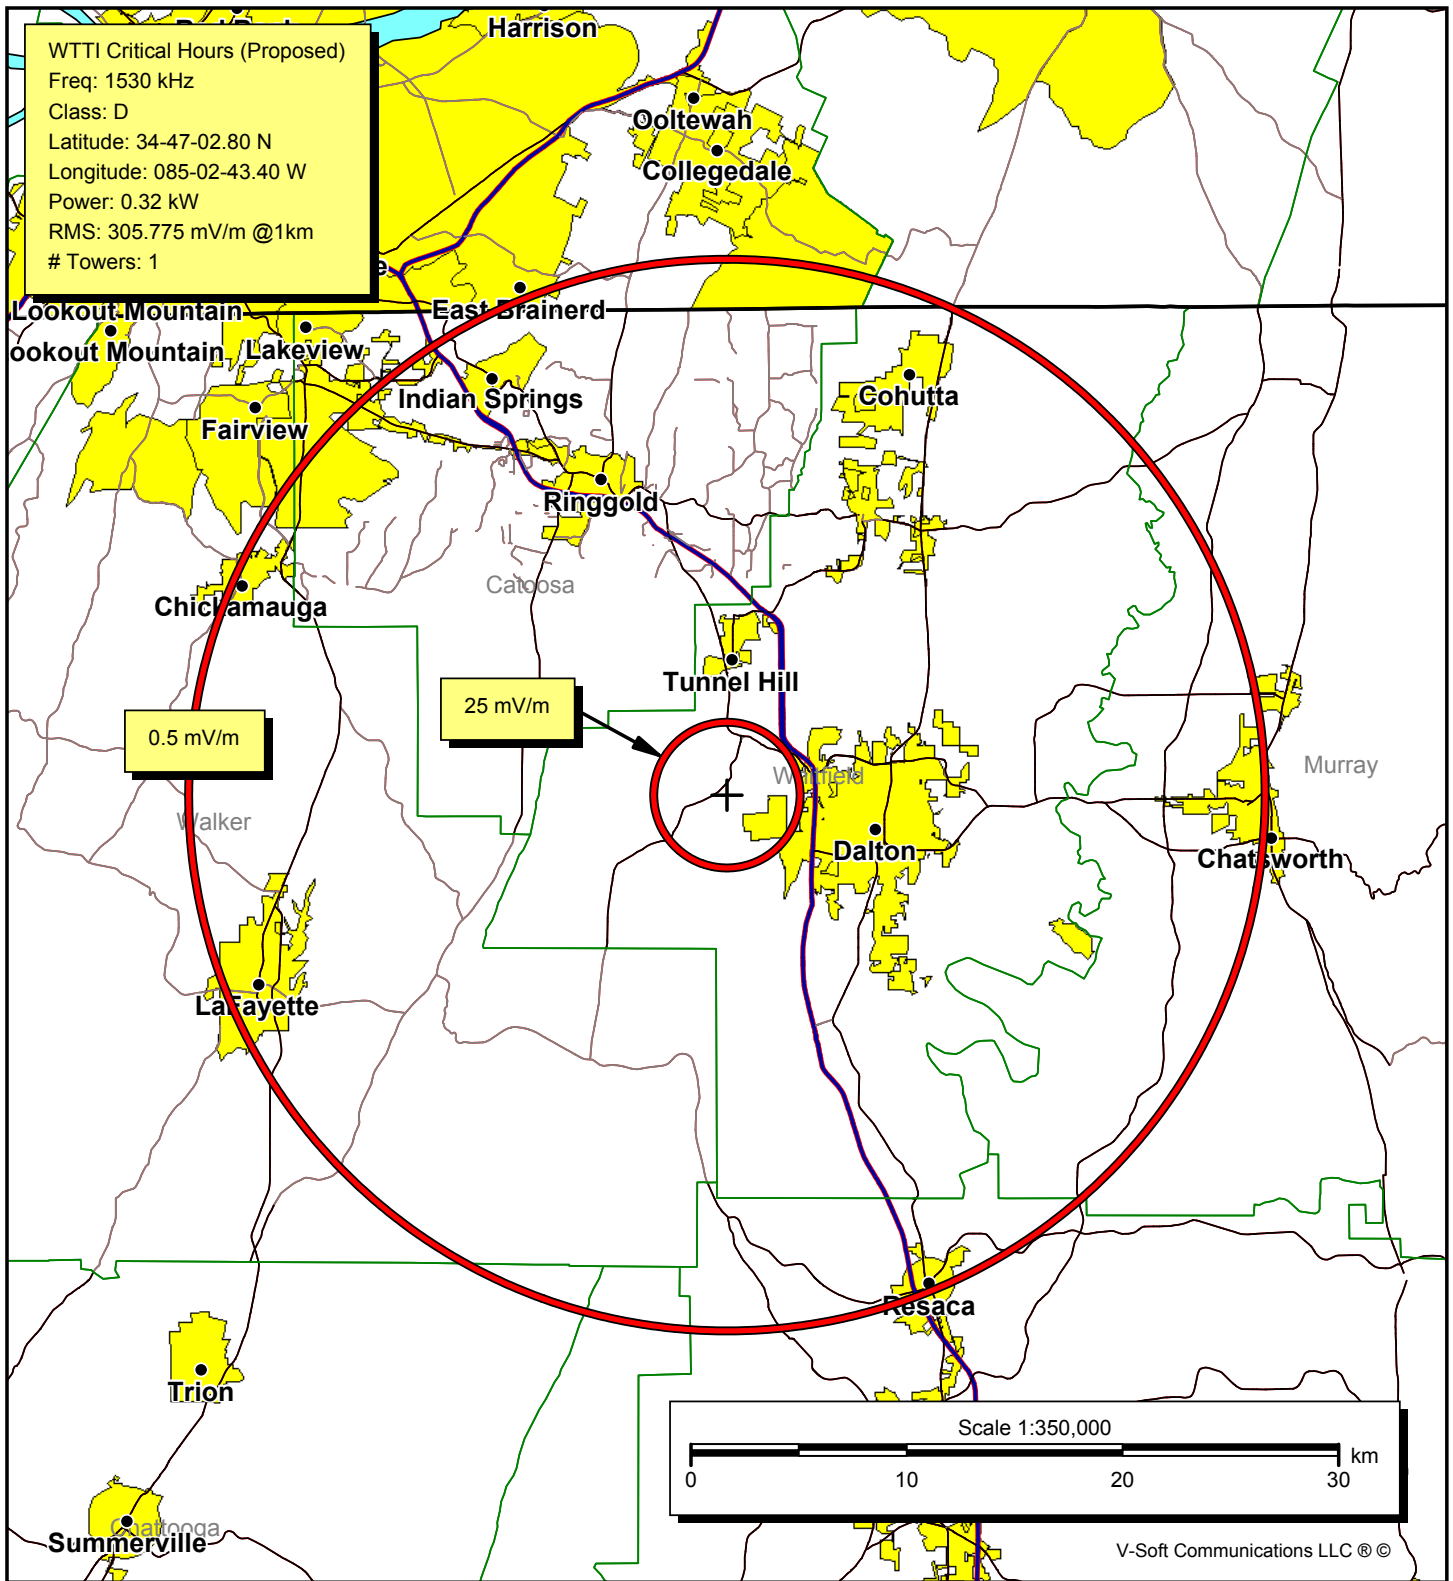 Harrison
WTTI Critical Hours (Proposed)
Freq: 1530 kHz
Class: D
Latitude: 34-47-02.80 N
Longitude: 085-02-43.40 W
Power: 0.32 kW
RMS: 305.775 mV/m @1km
# Towers: 1
Ooltewah
Collegedale
Lookout Mountain
East Brainerd
ookout Mountain
Lakeview
Indian Springs
Cohutta
Fairview
Ringgold
Catoosa
Chickamauga
Tunnel Hill
25 mV/m
0.5 mV/m
Whitfield
Murray
Walker
Dalton
Chatsworth
LaFayette
Resaca
Trion
Scale 1:350,000
km
0 10 20 30
Chattooga
Summerville
V-Soft Communications LLC ® ©